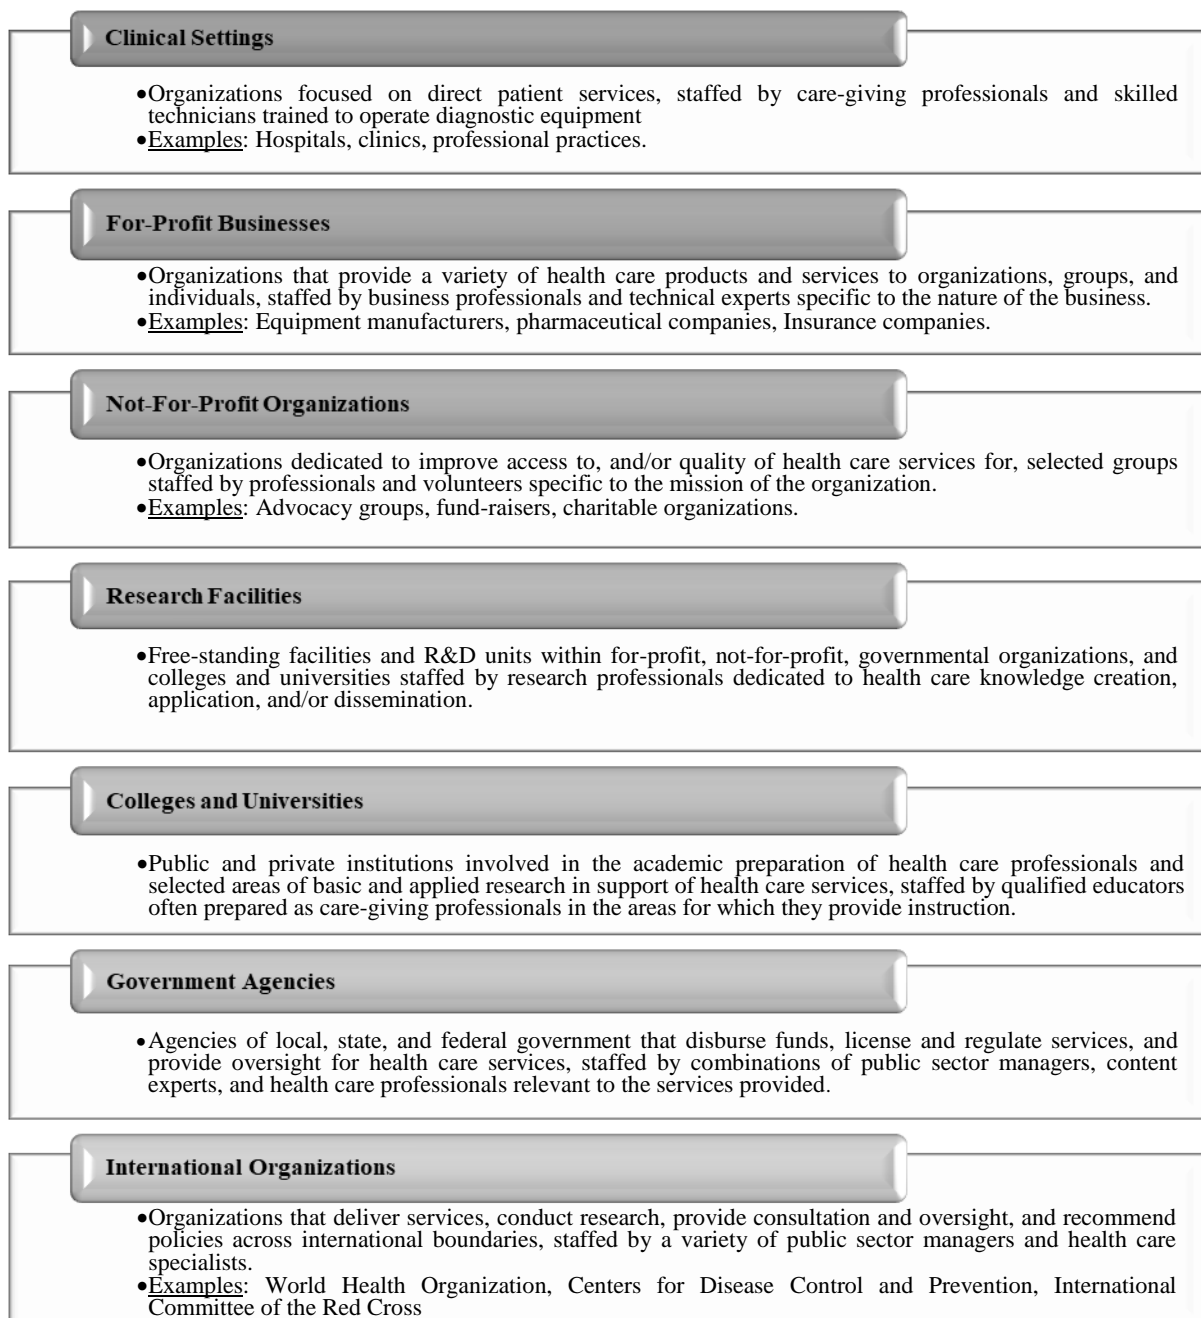 Clinical Settings
•Organizations focused on direct patient services, staffed by care-giving professionals and skilled
technicians trained to operate diagnostic equipment
•Examples: Hospitals, clinics, professional practices.
For-Profit Businesses
•Organizations that provide a variety of health care products and services to organizations, groups, and
individuals, staffed by business professionals and technical experts specific to the nature of the business.
•Examples: Equipment manufacturers, pharmaceutical companies, Insurance companies.
Not-For-Profit Organizations
•Organizations dedicated to improve access to, and/or quality of health care services for, selected groups
staffed by professionals and volunteers specific to the mission of the organization.
•Examples: Advocacy groups, fund-raisers, charitable organizations.
Research Facilities
•Free-standing facilities and R&D units within for-profit, not-for-profit, governmental organizations, and
colleges and universities staffed by research professionals dedicated to health care knowledge creation,
application, and/or dissemination.
Colleges and Universities
•Public and private institutions involved in the academic preparation of health care professionals and
selected areas of basic and applied research in support of health care services, staffed by qualified educators
often prepared as care-giving professionals in the areas for which they provide instruction.
Government Agencies
•Agencies of local, state, and federal government that disburse funds, license and regulate services, and
provide oversight for health care services, staffed by combinations of public sector managers, content
experts, and health care professionals relevant to the services provided.
International Organizations
•Organizations that deliver services, conduct research, provide consultation and oversight, and recommend
policies across international boundaries, staffed by a variety of public sector managers and health care
specialists.
•Examples: World Health Organization, Centers for Disease Control and Prevention, International
Committee of the Red Cross